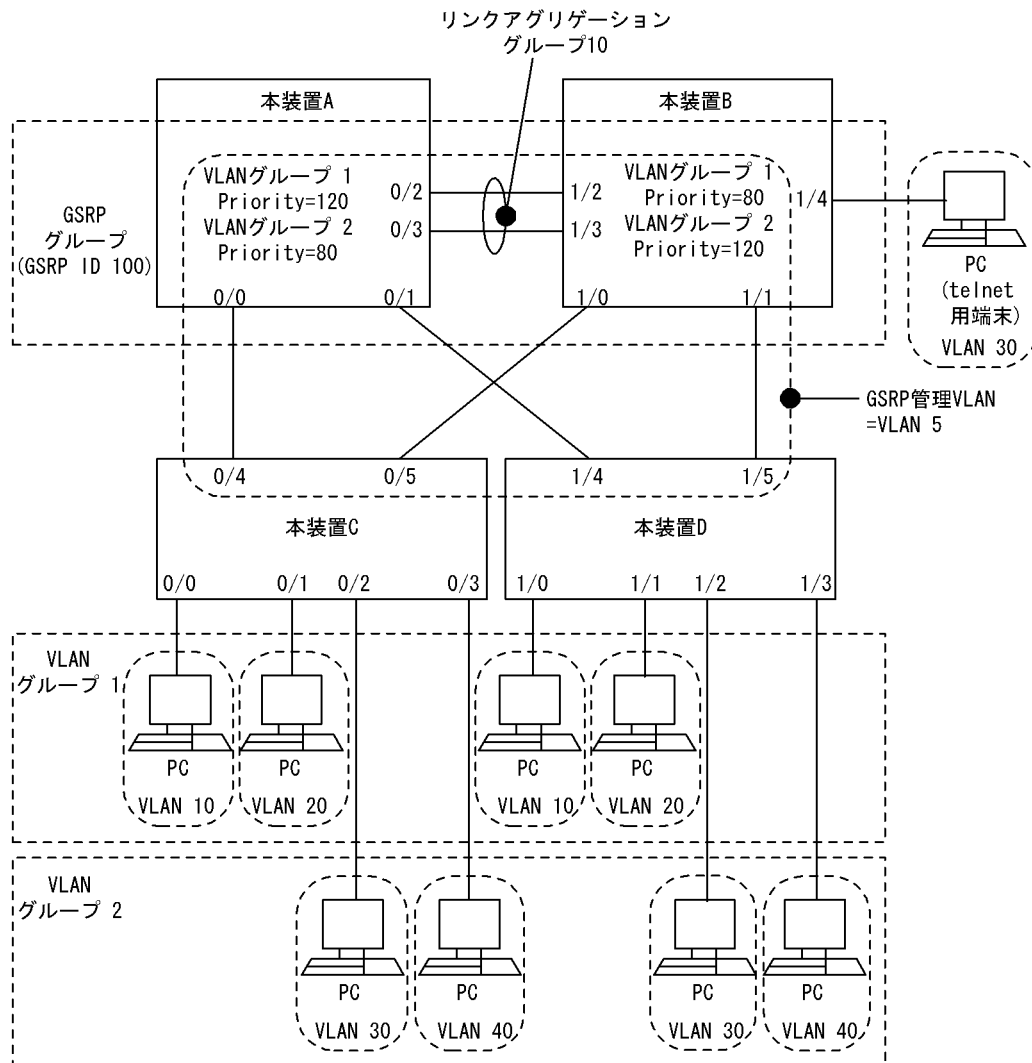 リンクアグリゲーション
グループ10
本装置A
本装置B
GSRP
グループ
(GSRP ID 100)
VLANグループ 1
Priority=120
VLANグループ 2
Priority=80
0/2
0/3
1/2
1/3
VLANグループ 1
Priority=80
VLANグループ 2
Priority=120
1/4
PC
(telnet
用端末)
VLAN 30
0/0
0/1
1/0
1/1
GSRP管理VLAN
=VLAN 5
0/4
0/5
1/4
1/5
本装置C
本装置D
0/0
0/1
0/2
0/3
1/0
1/1
1/2
1/3
VLAN
グループ 1
PC
PC
PC
PC
VLAN 10
VLAN 20
VLAN 10
VLAN 20
VLAN
グループ 2
PC
PC
PC
PC
VLAN 30
VLAN 40
VLAN 30
VLAN 40